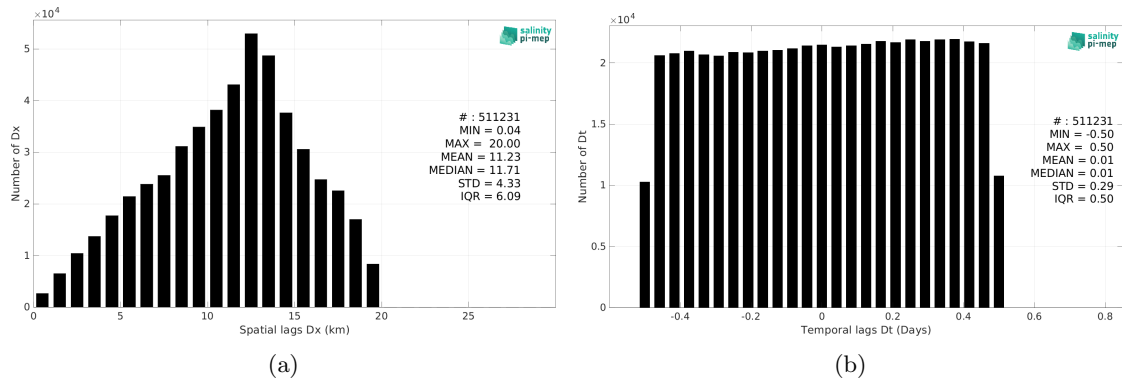 ×10⁴
5
4
3
2
1
0
Number of Dx
0 5 10 15 20 25
Spatial lags Dx (km)
salinity
pi-mep
# : 511231
MIN = 0.04
MAX = 20.00
MEAN = 11.23
MEDIAN = 11.71
STD = 4.33
IQR = 6.09
(a)
×10⁴
2
1.5
1
0.5
0
Number of Dt
-0.4 -0.2 0 0.2 0.4 0.6 0.8
Temporal lags Dt (Days)
salinity
pi-mep
# : 511231
MIN = -0.50
MAX = 0.50
MEAN = 0.01
MEDIAN = 0.01
STD = 0.29
IQR = 0.50
(b)